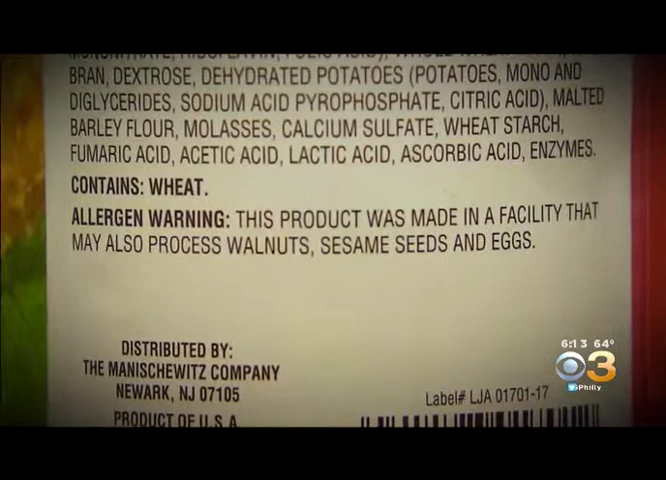 BRAN, DEXTROSE, DEHYDRATED POTATOES (POTATOES, MONO AND
DIGLYCERIDES, SODIUM ACID PYROPHOSPHATE, CITRIC ACID), MALTED
BARLEY FLOUR, MOLASSES, CALCIUM SULFATE, WHEAT STARCH,
FUMARIC ACID, ACETIC ACID, LACTIC ACID, ASCORBIC ACID, ENZYMES.
CONTAINS: WHEAT.
ALLERGEN WARNING: THIS PRODUCT WAS MADE IN A FACILITY THAT
MAY ALSO PROCESS WALNUTS, SESAME SEEDS AND EGGS.
DISTRIBUTED BY:
THE MANISCHEWITZ COMPANY
NEWARK, NJ 07105
PRODUCT OF U.S.A.
Label# LJA 01701-17
6:13 64°
3
Philly